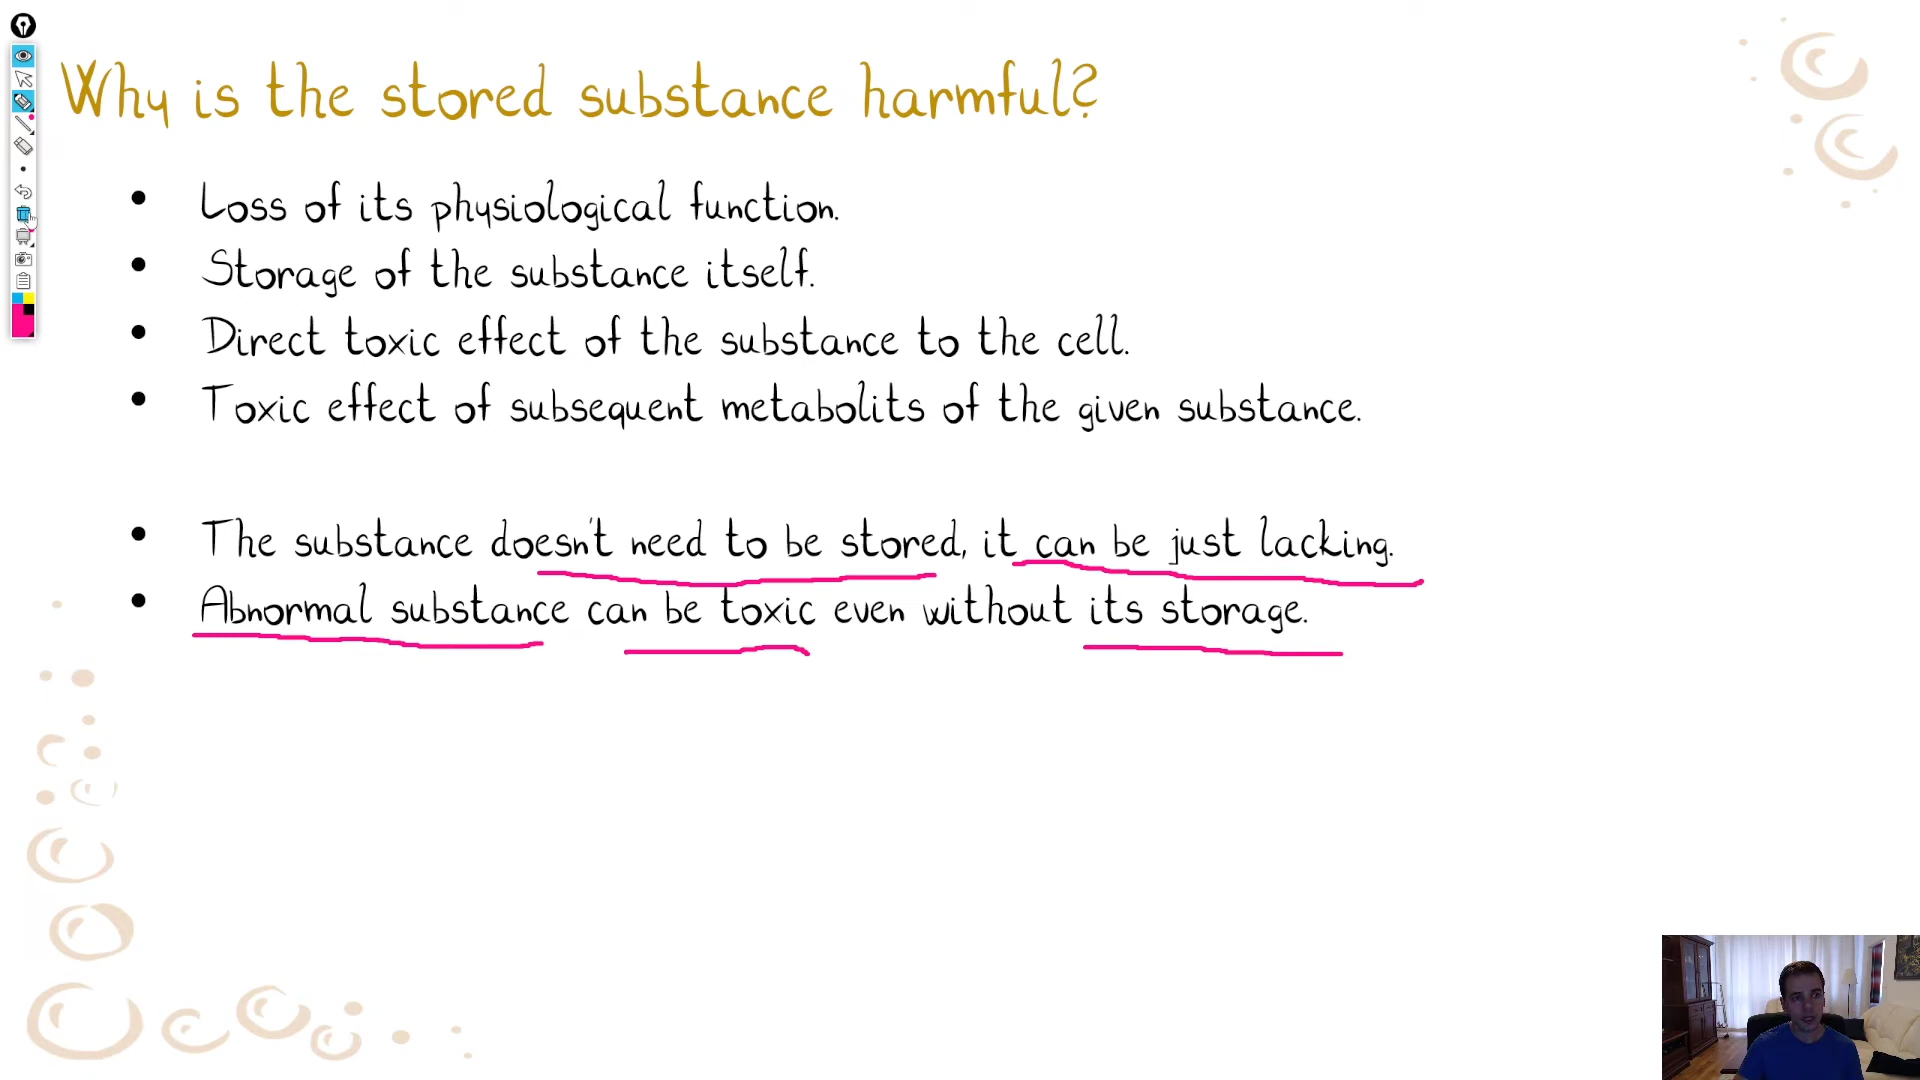 Why is the stored substance harmful?
• Loss of its physiological function.
• Storage of the substance itself.
• Direct toxic effect of the substance to the cell.
• Toxic effect of subsequent metabolits of the given substance.
• The substance doesn't need to be stored, it can be just lacking.
• Abnormal substance can be toxic even without its storage.